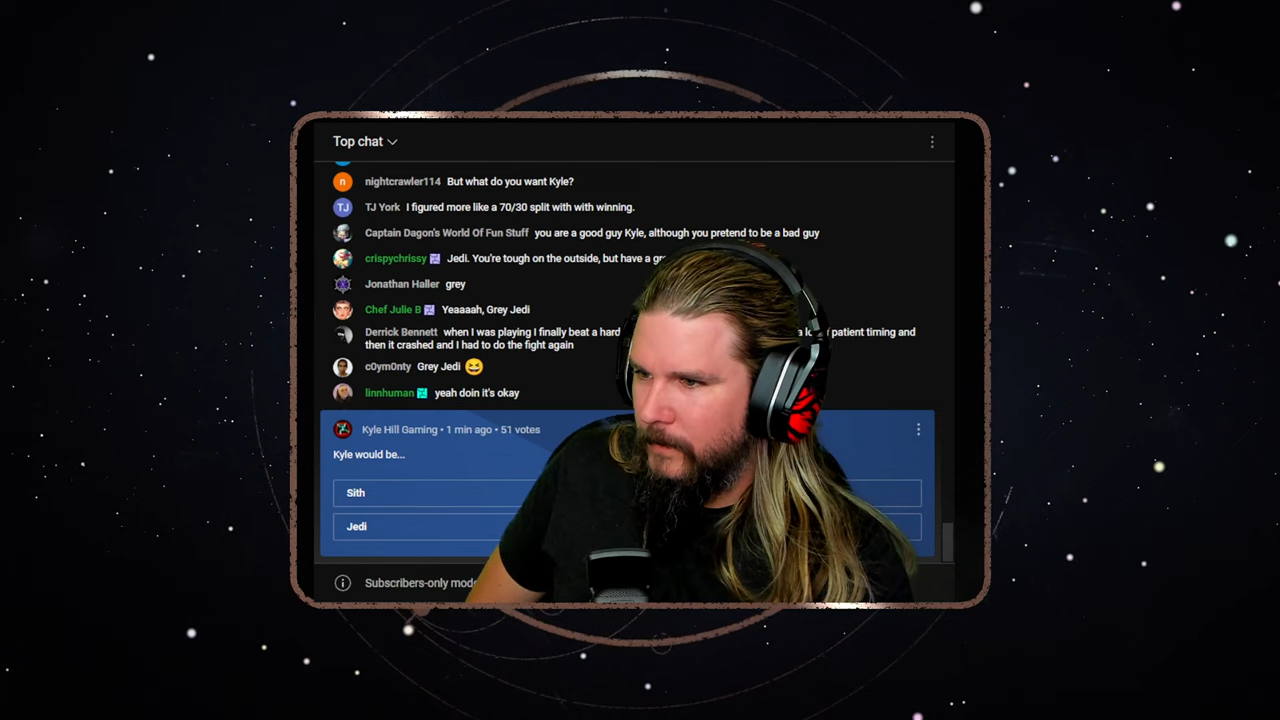 Top chat
n nightcrawler114 But what do you want Kyle?
TJ TJ York I figured more like a 70/30 split with with winning.
Captain Dagon's World Of Fun Stuff you are a good guy Kyle, although you pretend to be a bad guy
crispychrissy Jedi. You're tough on the outside, but have a
Jonathan Haller grey
Chef Julie B Yeaaaah, Grey Jedi
Derrick Bennett when I was playing I finally beat a hard patient timing and
then it crashed and I had to do the fight again
c0ym0nty Grey Jedi 😆
linnhuman yeah doin it's okay
Kyle Hill Gaming • 1 min ago • 51 votes
Kyle would be...
Sith
Jedi
Subscribers-only mode